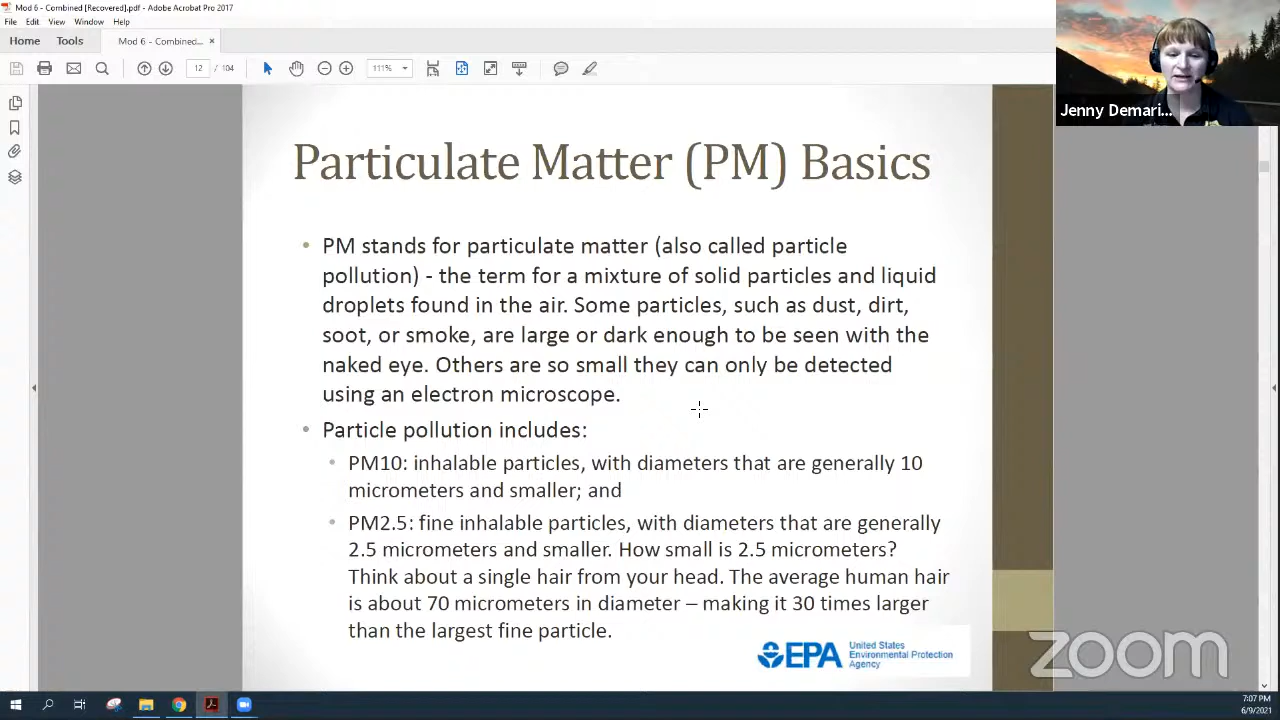 Mod 6 - Combined [Recovered].pdf - Adobe Acrobat Pro 2017
File Edit View Window Help
Home Tools Mod 6 - Combined... ×
12 / 104 111%
Jenny Demari...
Particulate Matter (PM) Basics
• PM stands for particulate matter (also called particle
pollution) - the term for a mixture of solid particles and liquid
droplets found in the air. Some particles, such as dust, dirt,
soot, or smoke, are large or dark enough to be seen with the
naked eye. Others are so small they can only be detected
using an electron microscope.
• Particle pollution includes:
• PM10: inhalable particles, with diameters that are generally 10
micrometers and smaller; and
• PM2.5: fine inhalable particles, with diameters that are generally
2.5 micrometers and smaller. How small is 2.5 micrometers?
Think about a single hair from your head. The average human hair
is about 70 micrometers in diameter – making it 30 times larger
than the largest fine particle.
EPA United States
Environmental Protection
Agency
zoom
7:07 PM
6/9/2021